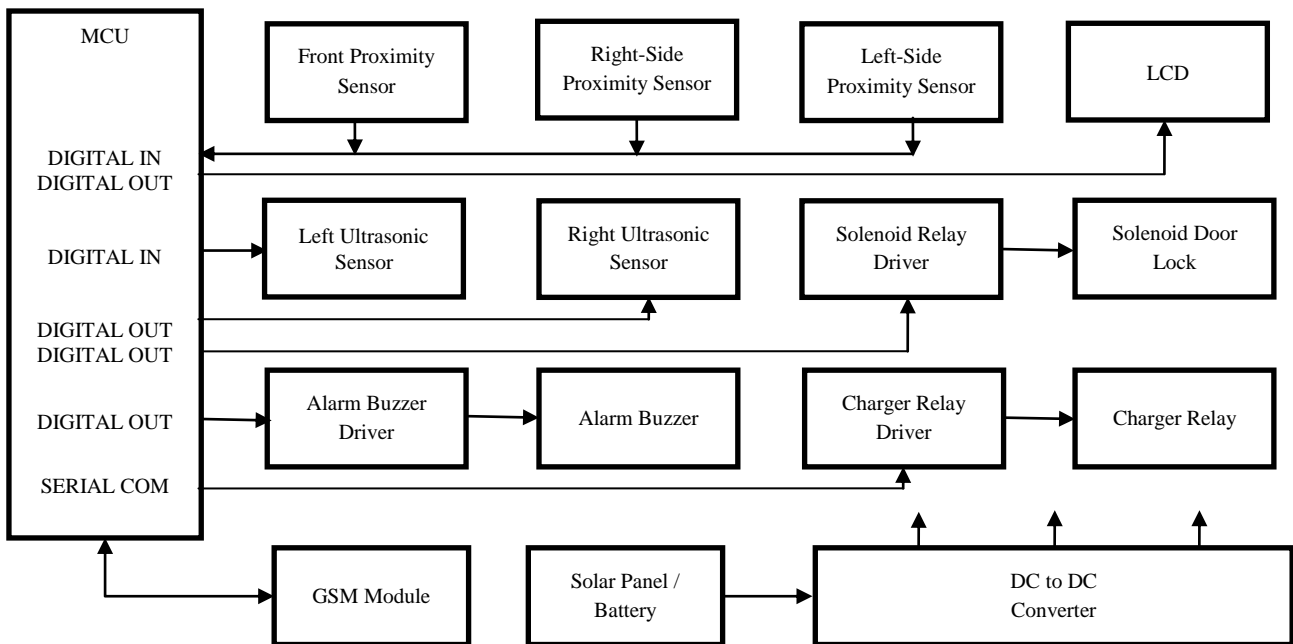 MCU
Front Proximity
Sensor
Right-Side
Proximity Sensor
Left-Side
Proximity Sensor
LCD
DIGITAL IN
DIGITAL OUT
DIGITAL IN
Left Ultrasonic
Sensor
Right Ultrasonic
Sensor
Solenoid Relay
Driver
Solenoid Door
Lock
DIGITAL OUT
DIGITAL OUT
DIGITAL OUT
Alarm Buzzer
Driver
Alarm Buzzer
Charger Relay
Driver
Charger Relay
SERIAL COM
GSM Module
Solar Panel /
Battery
DC to DC
Converter